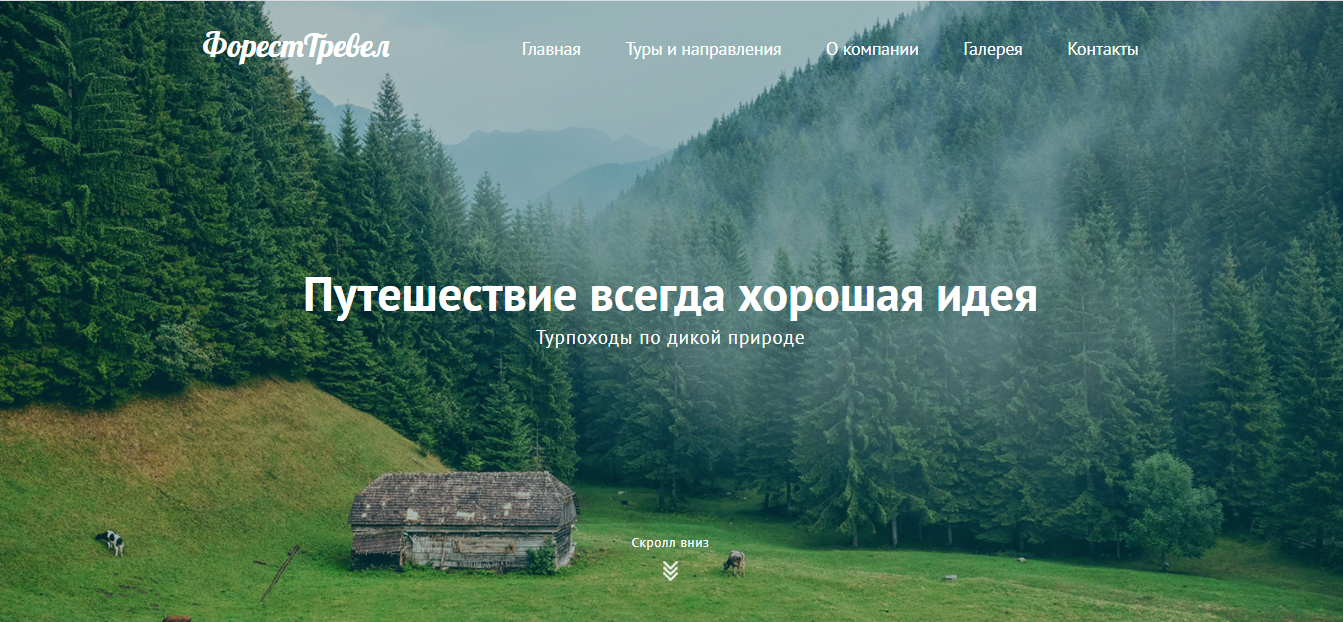 ФорестТревел
Главная Туры и направления О компании Галерея Контакты
Путешествие всегда хорошая идея
Турпоходы по дикой природе
Скролл вниз